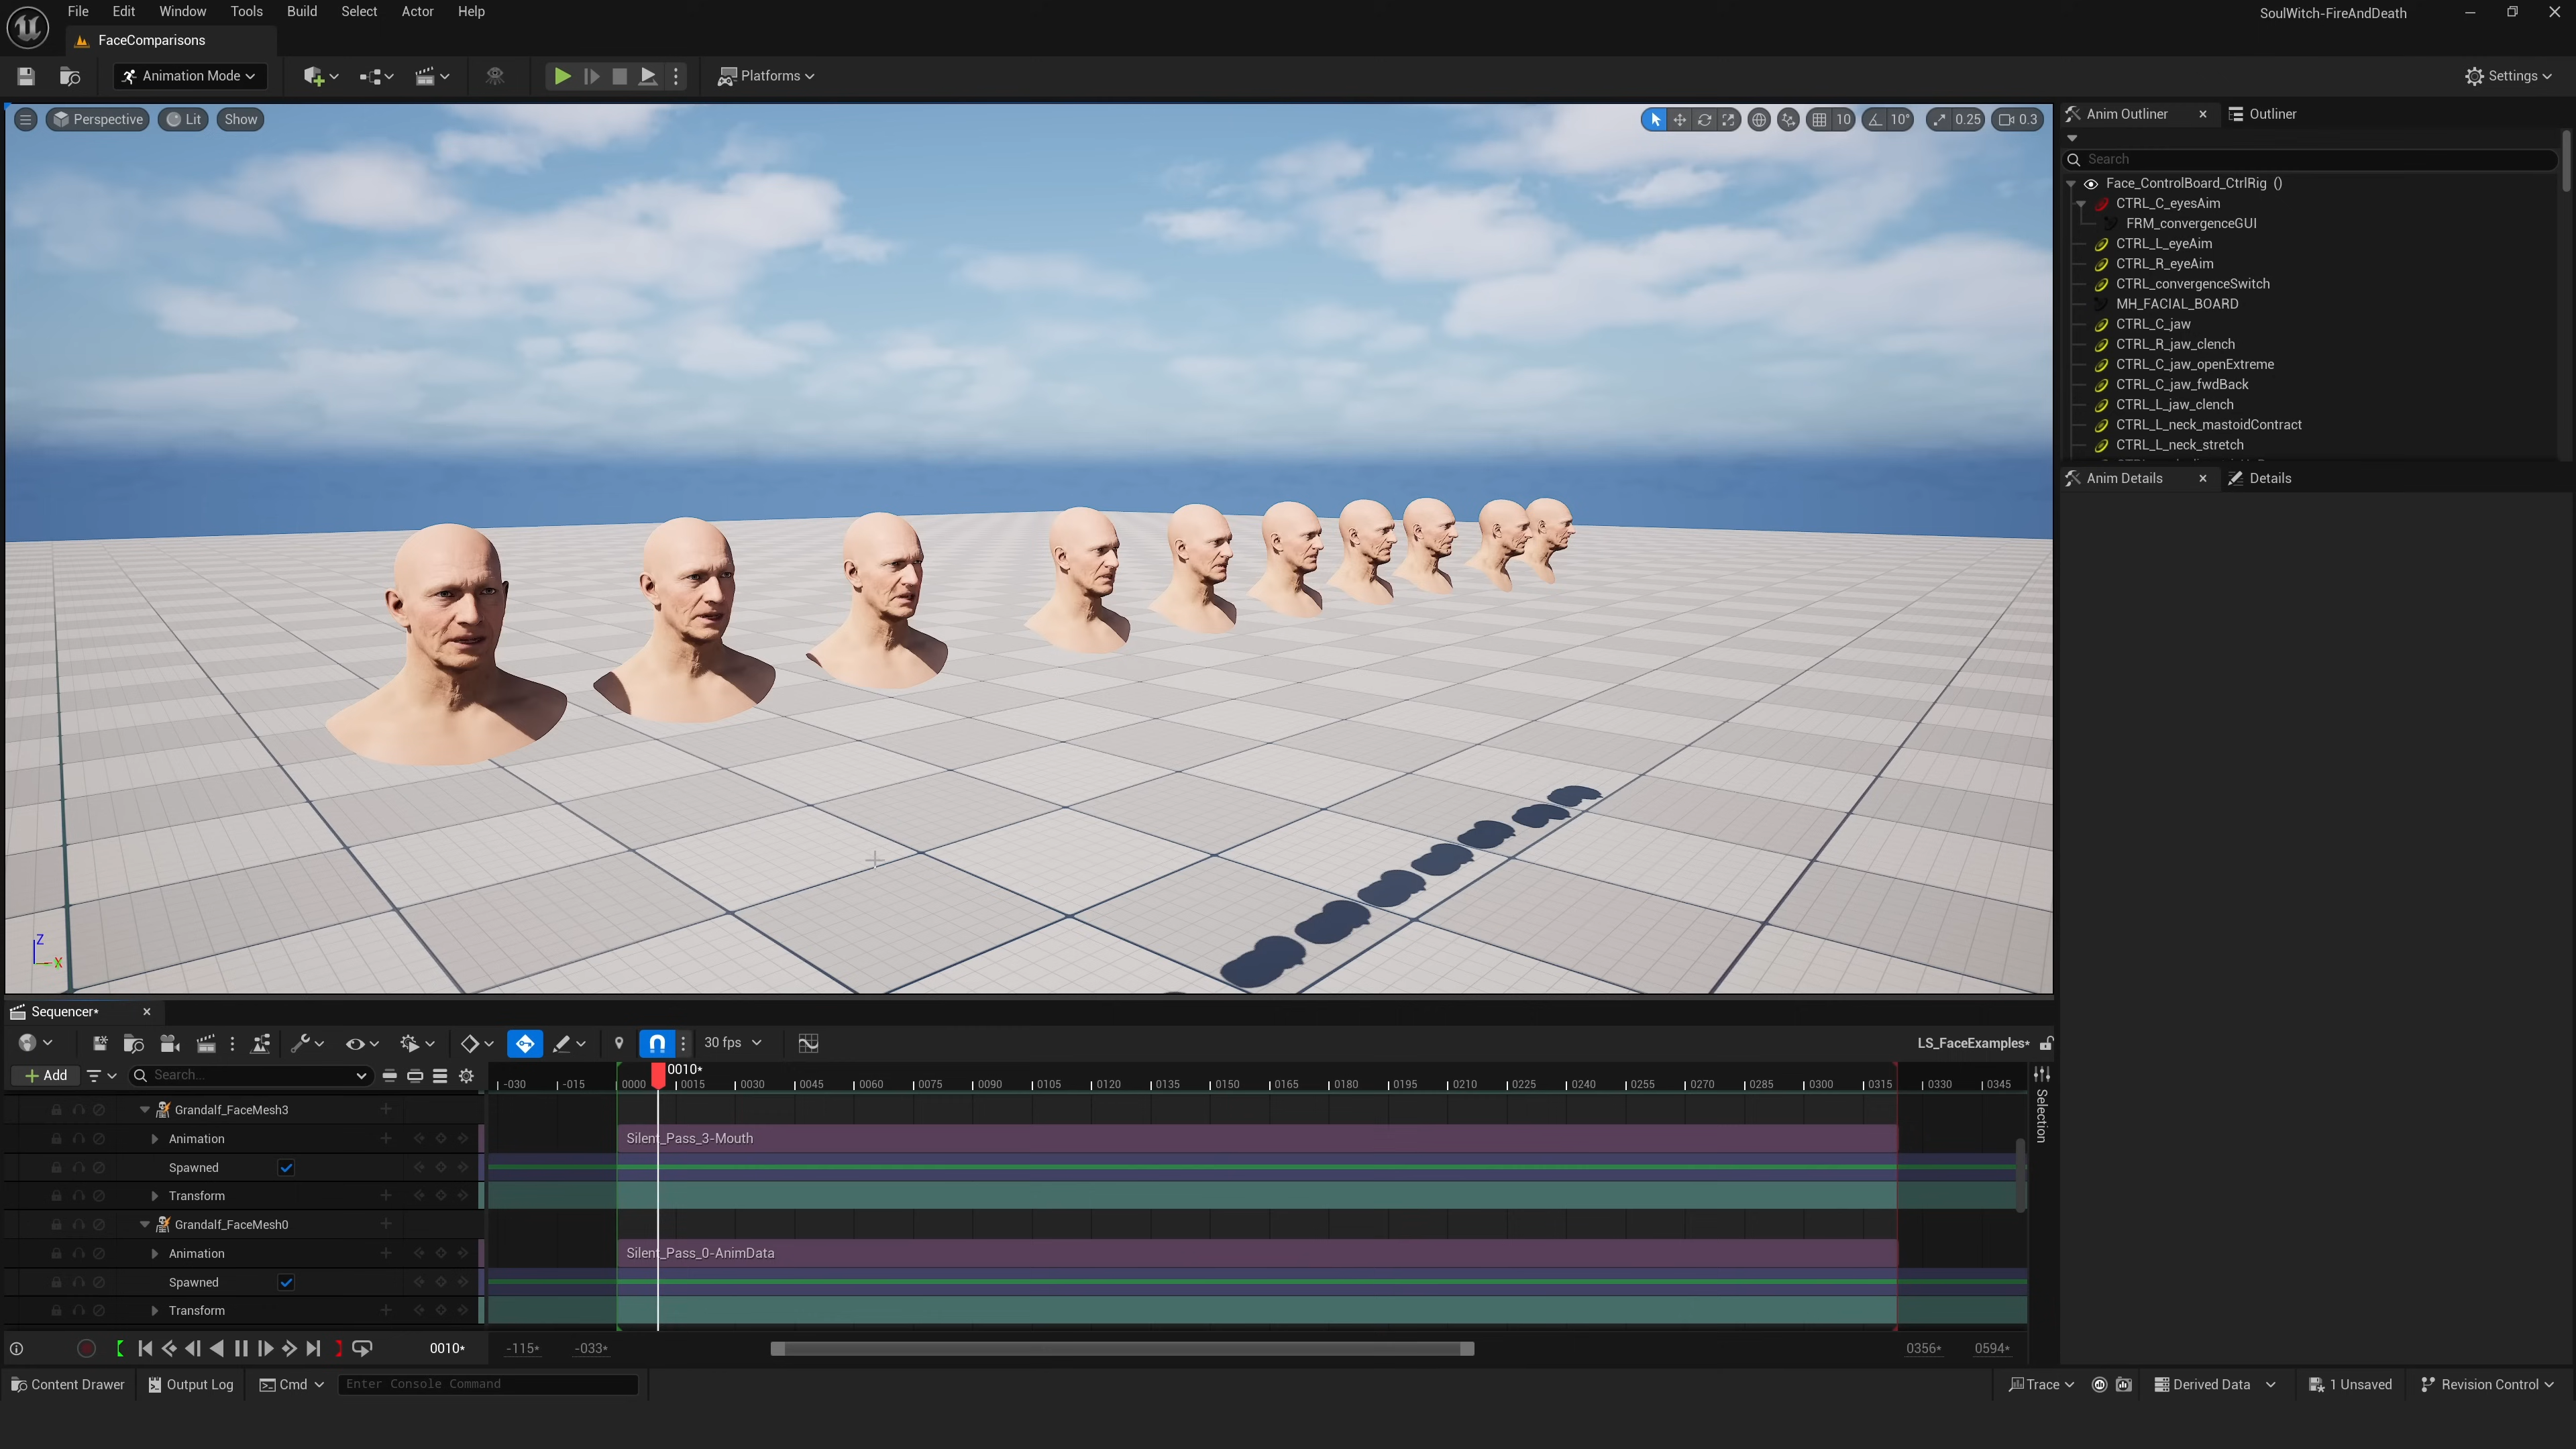 File Edit Window Tools Build Select Actor Help
SoulWitch-FireAndDeath
FaceComparisons
Animation Mode
Platforms
Settings
Perspective Lit Show
10 10° 0.25 0.3
Anim Outliner Outliner
Search
Face_ControlBoard_CtrlRig ()
CTRL_C_eyesAim
FRM_convergenceGUI
CTRL_L_eyeAim
CTRL_R_eyeAim
CTRL_convergenceSwitch
MH_FACIAL_BOARD
CTRL_C_jaw
CTRL_R_jaw_clench
CTRL_C_jaw_openExtreme
CTRL_C_jaw_fwdBack
CTRL_L_jaw_clench
CTRL_L_neck_mastoidContract
CTRL_L_neck_stretch
Anim Details Details
Z
X
Sequencer*
30 fps
LS_FaceExamples*
Add Search...
0010*
-030 -015 0000 0015 0030 0045 0060 0075 0090 0105 0120 0135 0150 0165 0180 0195 0210 0225 0240 0255 0270 0285 0300 0315 0330 0345
Selection
Grandalf_FaceMesh3
Animation Silent_Pass_3-Mouth
Spawned
Transform
Grandalf_FaceMesh0
Animation Silent_Pass_0-AnimData
Spawned
Transform
0010* -115* -033* 0356* 0594*
Content Drawer Output Log Cmd Enter Console Command
Trace Derived Data 1 Unsaved Revision Control